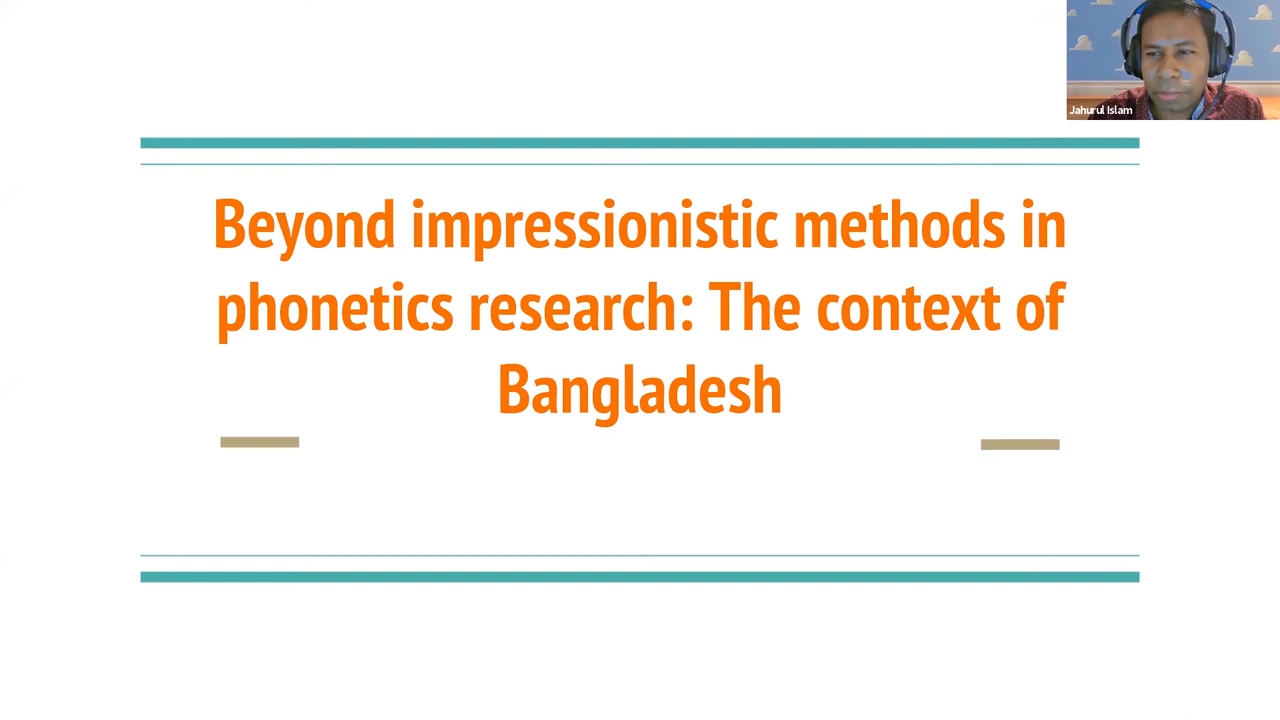 Jahurul Islam
Beyond impressionistic methods in
phonetics research: The context of
Bangladesh